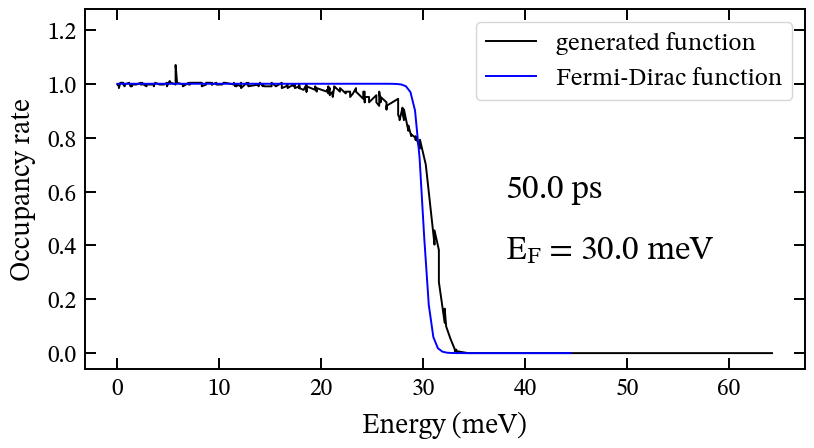 1.2
1.0
0.8
0.6
0.4
0.2
0.0
Occupancy rate
generated function
Fermi-Dirac function
50.0 ps
E_F = 30.0 meV
0 10 20 30 40 50 60
Energy (meV)